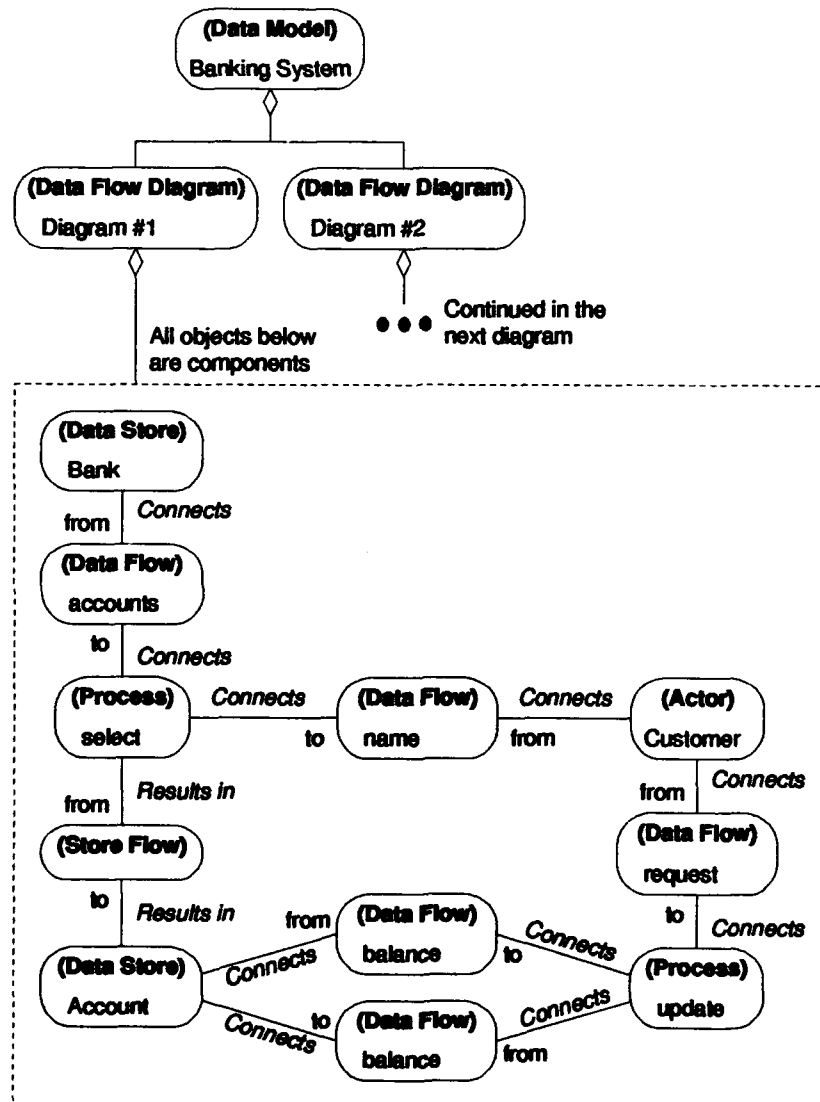 (Data Model)
Banking System
(Data Flow Diagram)
Diagram #1
(Data Flow Diagram)
Diagram #2
All objects below
are components
Continued in the
next diagram
(Data Store)
Bank
from
Connects
(Data Flow)
accounts
to
Connects
(Process)
select
Connects
to
(Data Flow)
name
Connects
from
(Actor)
Customer
from
Results in
from
Connects
(Store Flow)
(Data Flow)
request
to
Results in
to
Connects
(Data Store)
Account
from
Connects
(Data Flow)
balance
Connects
to
(Process)
update
Connects
to
(Data Flow)
balance
Connects
from